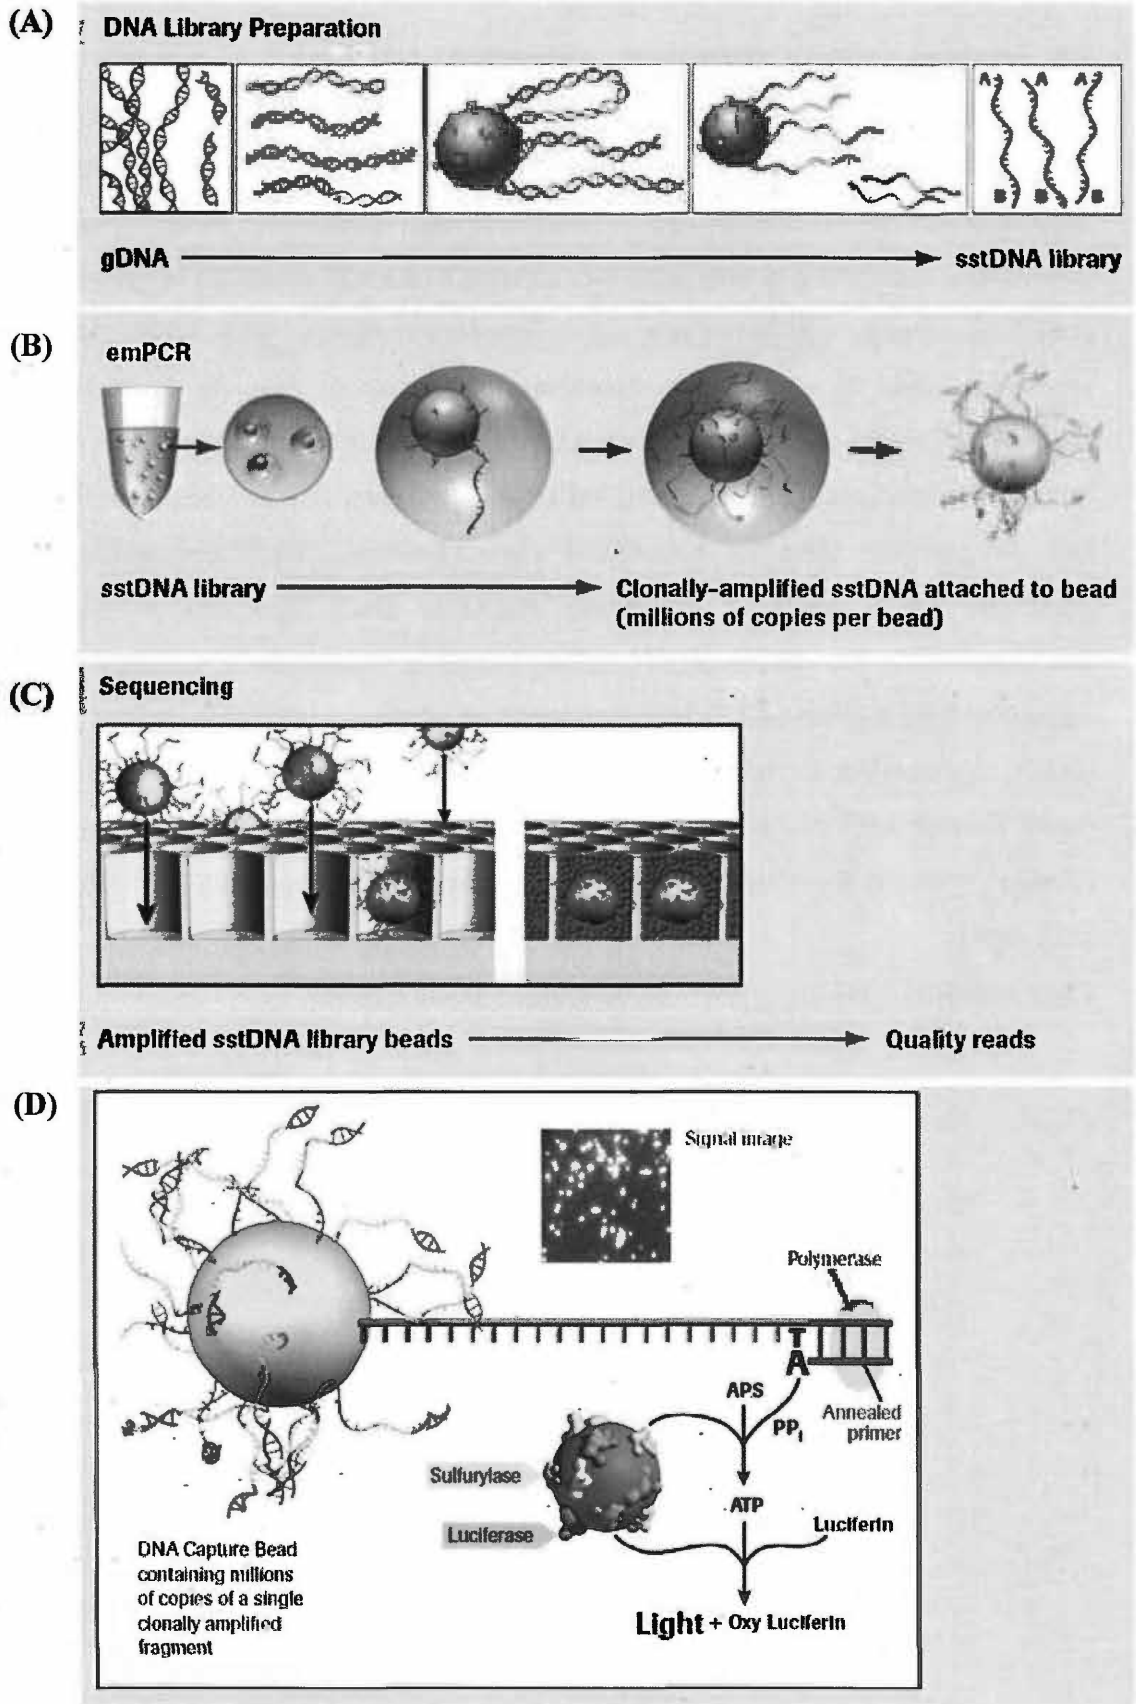 (A)
DNA Library Preparation
A A A
B B B
gDNA sstDNA library
(B)
emPCR
sstDNA library Clonally-amplified sstDNA attached to bead
(millions of copies per bead)
(C)
Sequencing
Amplified sstDNA library beads Quality reads
(D)
Signal image
Polymerase
T
A
APS
PPi
Annealed
primer
Sulfurylase
ATP
Luciferase
Luciferin
DNA Capture Bead
containing millions
of copies of a single
clonally amplified
fragment
Light + Oxy Luciferin